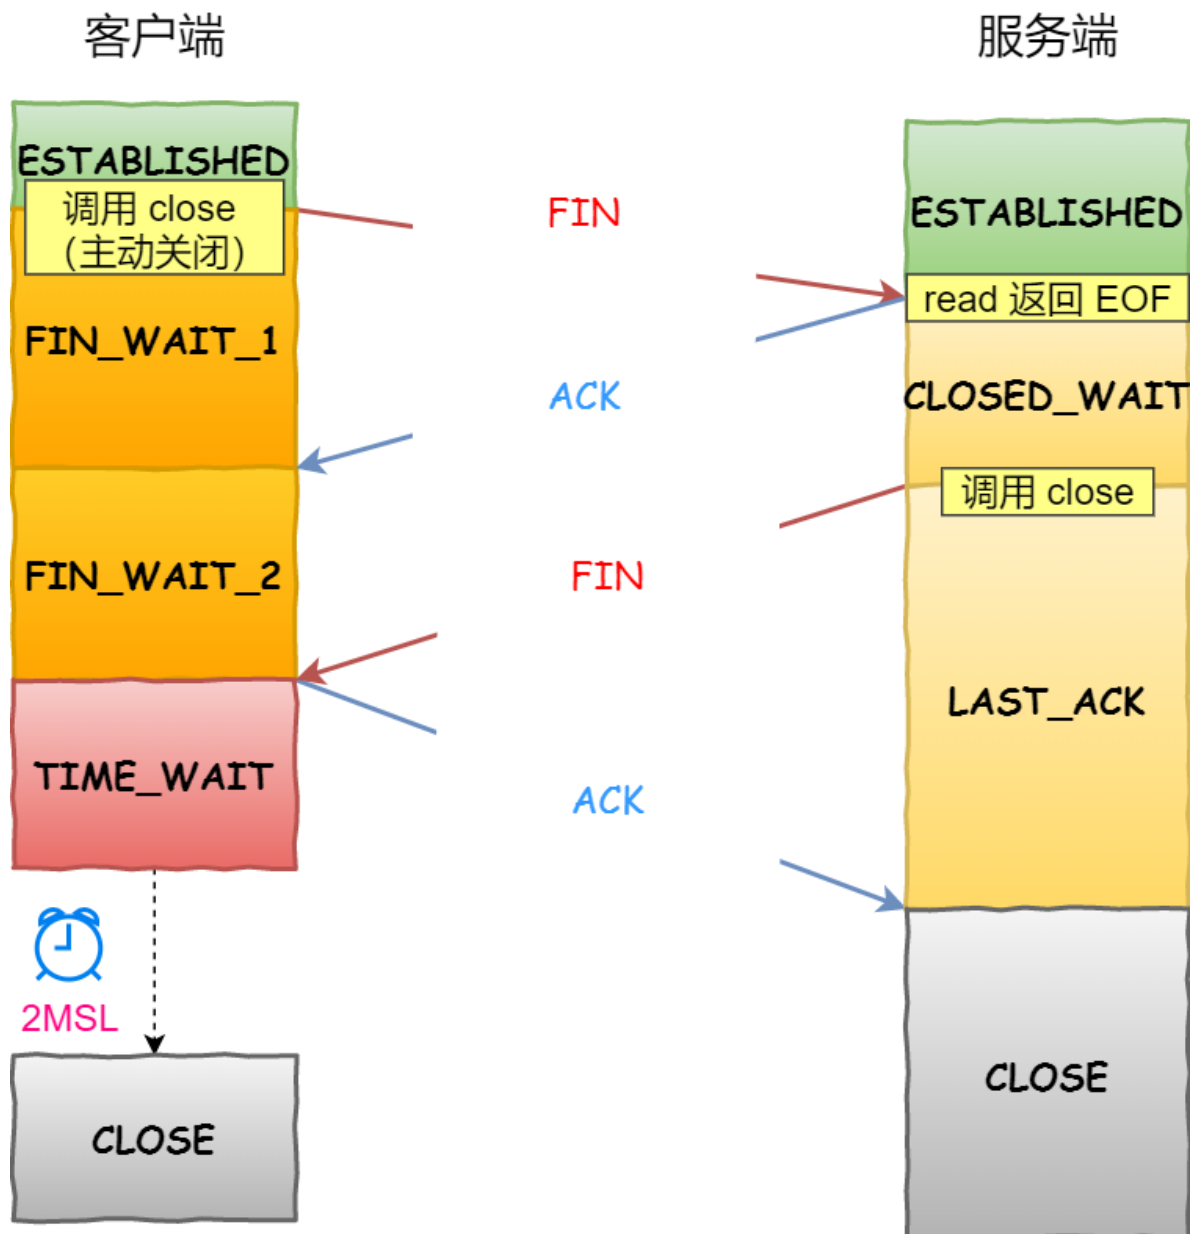 客户端
服务端
ESTABLISHED
调用 close
（主动关闭）
FIN
ESTABLISHED
read 返回 EOF
FIN_WAIT_1
ACK
CLOSED_WAIT
调用 close
FIN_WAIT_2
FIN
LAST_ACK
TIME_WAIT
ACK
2MSL
CLOSE
CLOSE